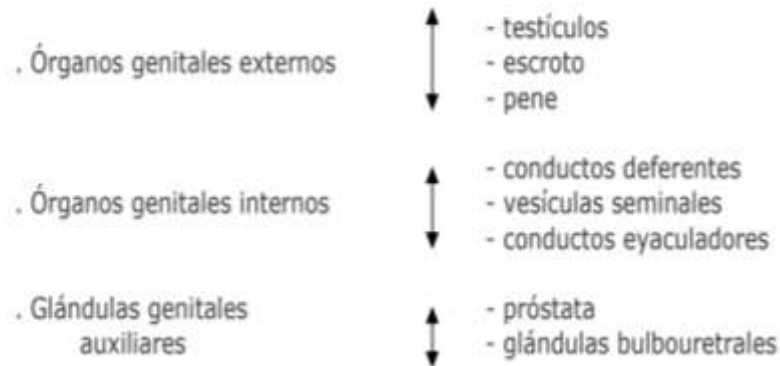 . Órganos genitales externos
- testículos
- escroto
- pene
. Órganos genitales internos
- conductos deferentes
- vesículas seminales
- conductos eyaculadores
. Glándulas genitales
auxiliares
- próstata
- glándulas bulbouretrales